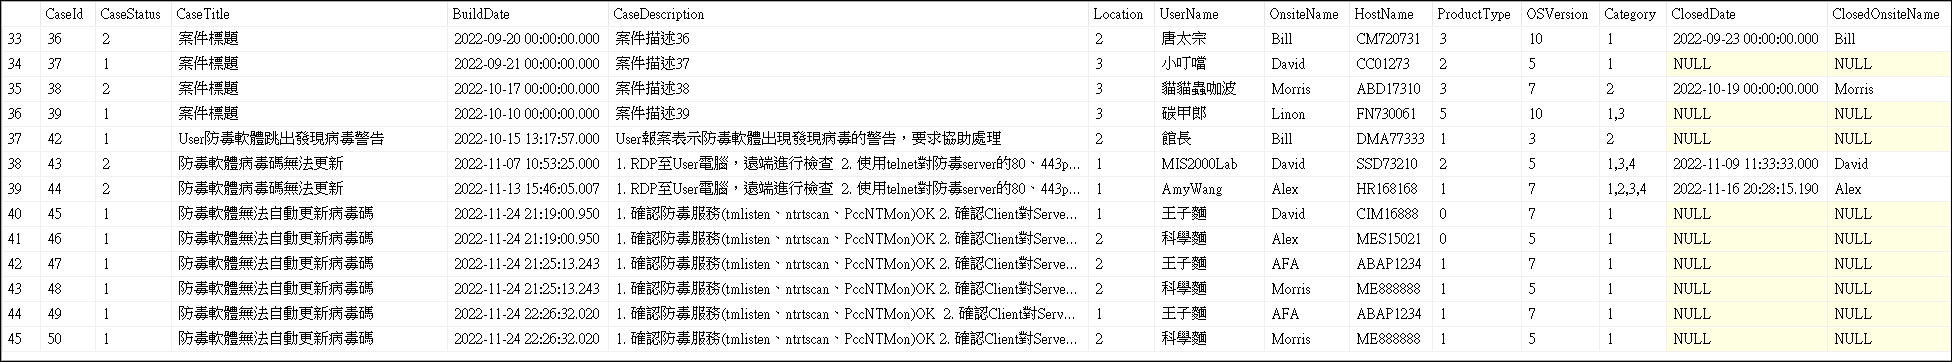 CaseId CaseStatus CaseTitle BuildDate CaseDescription Location UserName OnsiteName HostName ProductType OSVersion Category ClosedDate ClosedOnsiteName
33 36 2 案件標題 2022-09-20 00:00:00.000 案件描述36 2 唐太宗 Bill CM720731 3 10 1 2022-09-23 00:00:00.000 Bill
34 37 1 案件標題 2022-09-21 00:00:00.000 案件描述37 3 小叮噹 David CC01273 2 5 1 NULL NULL
35 38 2 案件標題 2022-10-17 00:00:00.000 案件描述38 3 貓貓蟲咖波 Morris ABD17310 3 7 2 2022-10-19 00:00:00.000 Morris
36 39 1 案件標題 2022-10-10 00:00:00.000 案件描述39 3 碳甲郎 Linon FN730061 5 10 1,3 NULL NULL
37 42 1 User防毒軟體跳出發現病毒警告 2022-10-15 13:17:57.000 User報案表示防毒軟體出現發現病毒的警告，要求協助處理 2 館長 Bill DMA77333 1 3 2 NULL NULL
38 43 2 防毒軟體病毒碼無法更新 2022-11-07 10:53:25.000 1. RDP至User電腦，遠端進行檢查 2. 使用telnet對防毒server的80、443p... 1 MIS2000Lab David SSD73210 2 5 1,3,4 2022-11-09 11:33:33.000 David
39 44 2 防毒軟體病毒碼無法更新 2022-11-13 15:46:05.007 1. RDP至User電腦，遠端進行檢查 2. 使用telnet對防毒server的80、443p... 1 AmyWang Alex HR168168 1 7 1,2,3,4 2022-11-16 20:28:15.190 Alex
40 45 1 防毒軟體無法自動更新病毒碼 2022-11-24 21:19:00.950 1. 確認防毒服務(tmlisten、ntrtscan、PccNTMon)OK 2. 確認Client對Serve... 1 王子麵 David CIM16888 0 7 1 NULL NULL
41 46 1 防毒軟體無法自動更新病毒碼 2022-11-24 21:19:00.950 1. 確認防毒服務(tmlisten、ntrtscan、PccNTMon)OK 2. 確認Client對Serve... 2 科學麵 Alex MES15021 0 5 1 NULL NULL
42 47 1 防毒軟體無法自動更新病毒碼 2022-11-24 21:25:13.243 1. 確認防毒服務(tmlisten、ntrtscan、PccNTMon)OK 2. 確認Client對Serve... 2 王子麵 AFA ABAP1234 1 7 1 NULL NULL
43 48 1 防毒軟體無法自動更新病毒碼 2022-11-24 21:25:13.243 1. 確認防毒服務(tmlisten、ntrtscan、PccNTMon)OK 2. 確認Client對Serve... 2 科學麵 Morris ME888888 1 5 1 NULL NULL
44 49 1 防毒軟體無法自動更新病毒碼 2022-11-24 22:26:32.020 1. 確認防毒服務(tmlisten、ntrtscan、PccNTMon)OK 2. 確認Client對Serv... 1 王子麵 AFA ABAP1234 1 7 1 NULL NULL
45 50 1 防毒軟體無法自動更新病毒碼 2022-11-24 22:26:32.020 1. 確認防毒服務(tmlisten、ntrtscan、PccNTMon)OK 2. 確認Client對Serve... 2 科學麵 Morris ME888888 1 5 1 NULL NULL